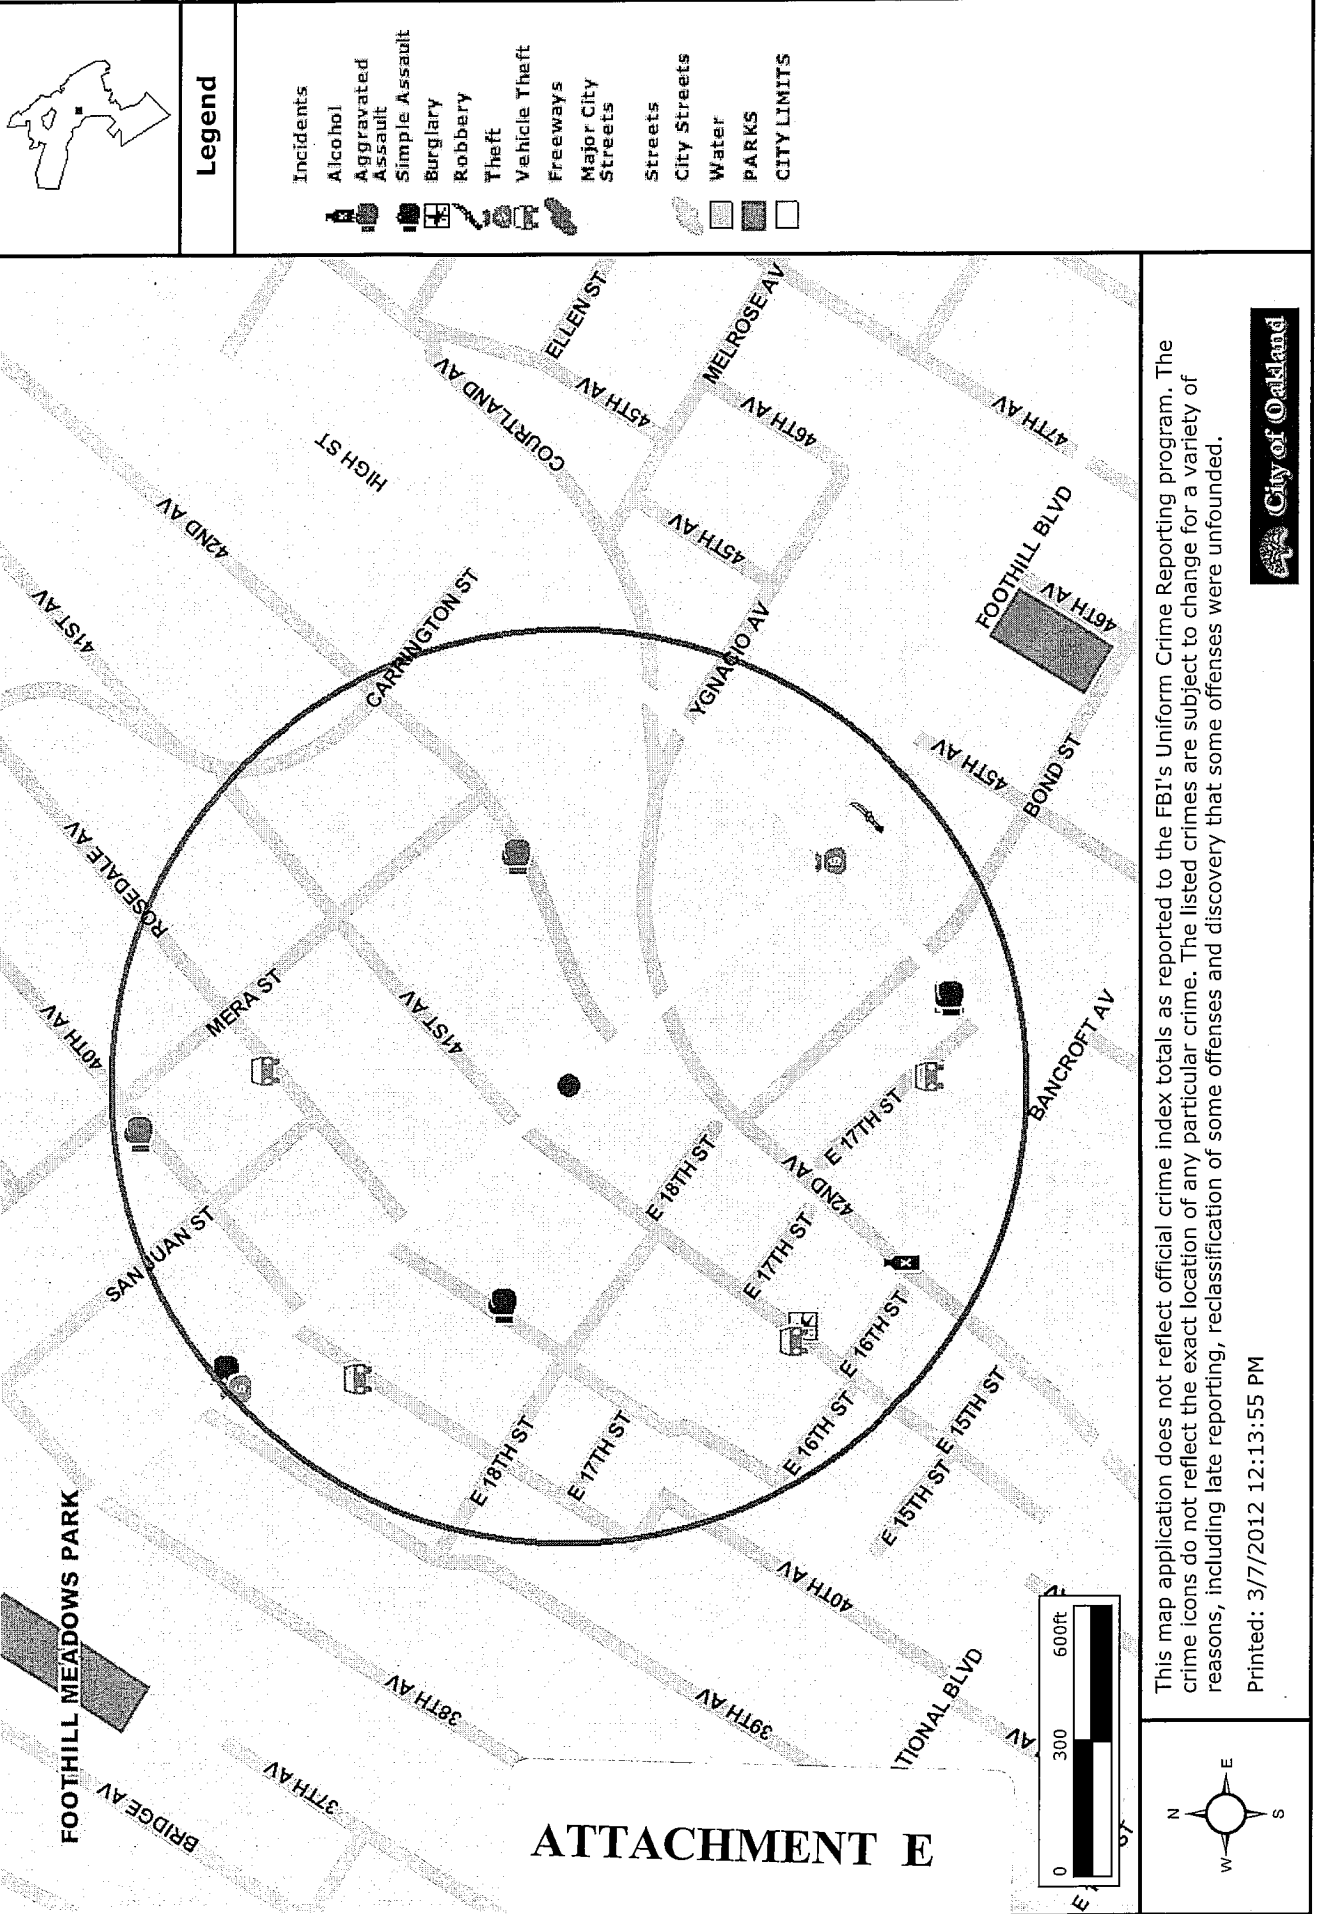 Legend
Incidents
Alcohol
Aggravated
Assault
Simple Assault
Burglary
Robbery
Theft
Vehicle Theft
Freeways
Major City
Streets
Streets
City Streets
Water
PARKS
CITY LIMITS
FOOTHILL MEADOWS PARK
BRIDGE AV
37TH AV
38TH AV
39TH AV
40TH AV
SAN JUAN ST
40TH AV
MERA ST
ROSEDALE AV
41ST AV
41ST AV
42ND AV
HIGH ST
CARRINGTON ST
COURTLAND AV
ELLEN ST
45TH AV
MELROSE AV
46TH AV
45TH AV
47TH AV
YGNACIO AV
FOOTHILL BLVD
46TH AV
45TH AV
BOND ST
BANCROFT AV
E 18TH ST
E 17TH ST
E 18TH ST
E 17TH ST
42ND AV
E 17TH ST
E 16TH ST
E 16TH ST
E 15TH ST
E 15TH ST
TIONAL BLVD
AV
ST
E
ATTACHMENT E
0 300 600ft
N
W E
S
This map application does not reflect official crime index totals as reported to the FBI's Uniform Crime Reporting program. The
crime icons do not reflect the exact location of any particular crime. The listed crimes are subject to change for a variety of
reasons, including late reporting, reclassification of some offenses and discovery that some offenses were unfounded.
Printed: 3/7/2012 12:13:55 PM
City of Oakland